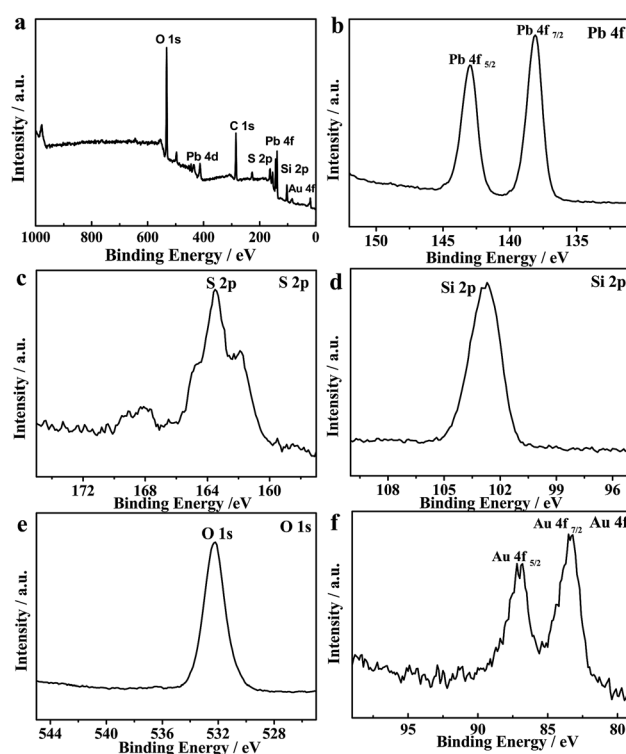 a
O 1s
C 1s
Pb 4f
Pb 4d
S 2p
Si 2p
Au 4f
Intensity / a.u.
1000 800 600 400 200 0
Binding Energy / eV
b
Pb 4f 7/2
Pb 4f
Pb 4f 5/2
Intensity / a.u.
150 145 140 135
Binding Energy / eV
c
S 2p
S 2p
Intensity / a.u.
172 168 164 160
Binding Energy /eV
d
Si 2p
Si 2p
Intensity / a.u.
108 105 102 99 96
Binding Energy / eV
e
O 1s
O 1s
Intensity / a.u.
544 540 536 532 528
Binding Energy / eV
f
Au 4f 7/2
Au 4f
Au 4f 5/2
Intensity / a.u.
95 90 85 80
Binding Energy / eV